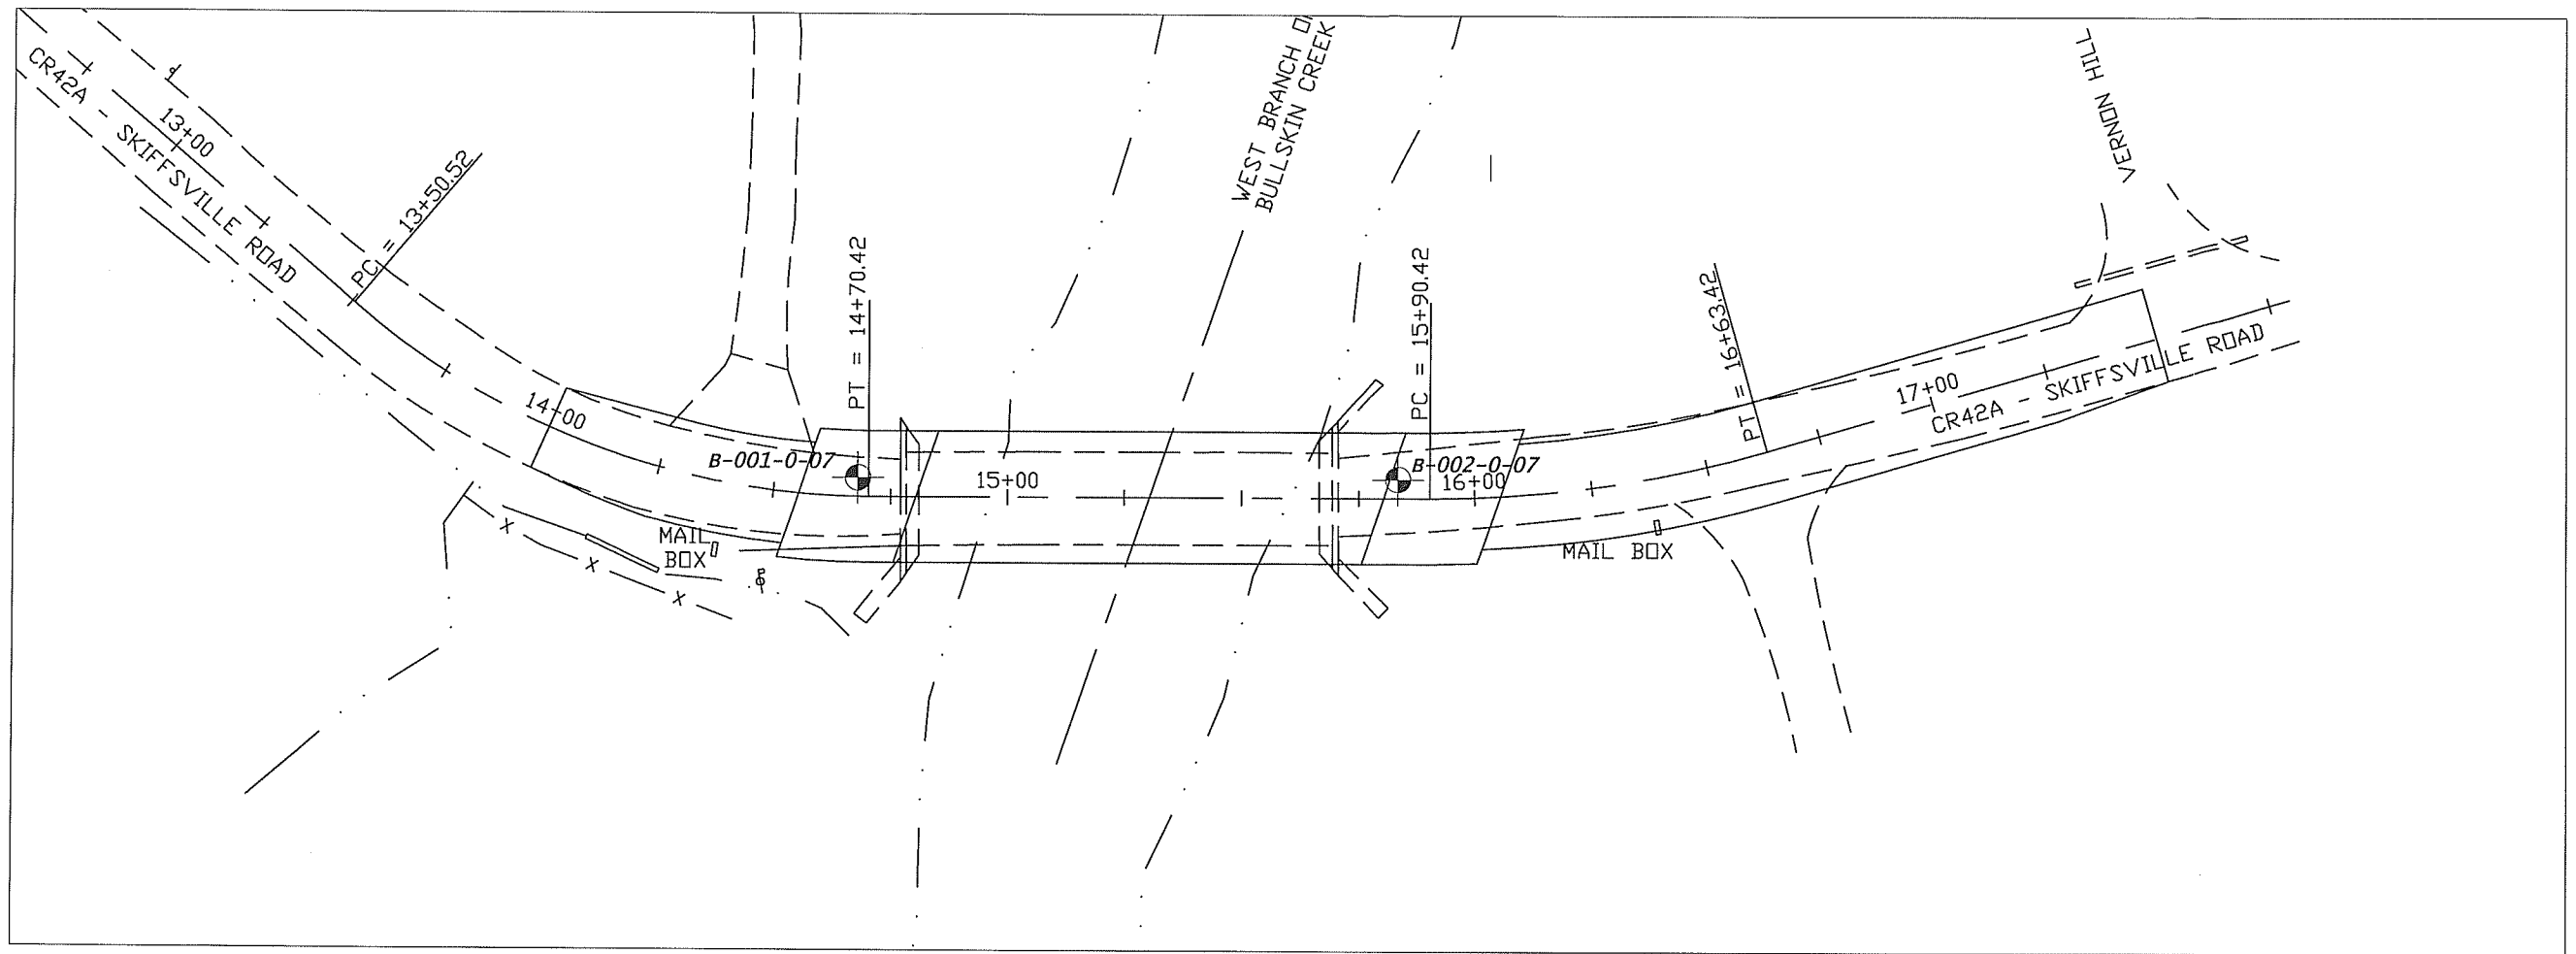 CR42A - SKIFFSVILLE ROAD
13+00
PC = 13+50.52
14+00
B-001-0-07
PT = 14+70.42
MAIL
BOX
15+00
WEST BRANCH
BULLSKIN CREEK
PC = 15+90.42
B-002-0-07
16+00
MAIL BOX
PT = 16+63.42
17+00
CR42A - SKIFFSVILLE ROAD
VERNON HILL
X
X
X